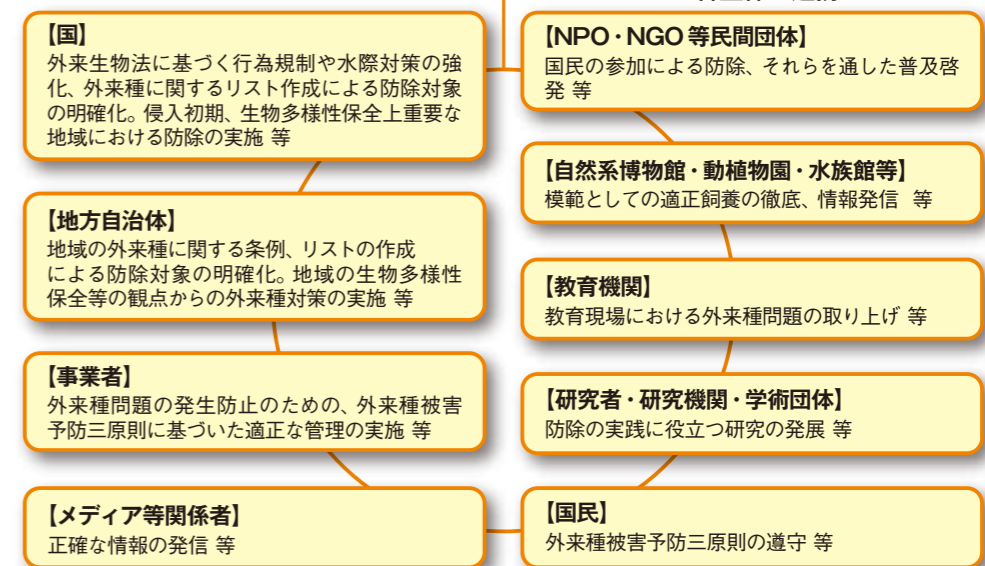 【国】
外来生物法に基づく行為規制や水際対策の強
化、外来種に関するリスト作成による防除対象
の明確化。侵入初期、生物多様性保全上重要な
地域における防除の実施 等
【地方自治体】
地域の外来種に関する条例、リストの作成
による防除対象の明確化。地域の生物多様性
保全等の観点からの外来種対策の実施 等
【事業者】
外来種問題の発生防止のための、外来種被害
予防三原則に基づいた適正な管理の実施 等
【メディア等関係者】
正確な情報の発信 等
【NPO・NGO 等民間団体】
国民の参加による防除、それらを通した普及啓
発 等
【自然系博物館・動植物園・水族館等】
模範としての適正飼養の徹底、情報発信 等
【教育機関】
教育現場における外来種問題の取り上げ 等
【研究者・研究機関・学術団体】
防除の実践に役立つ研究の発展 等
【国民】
外来種被害予防三原則の遵守 等